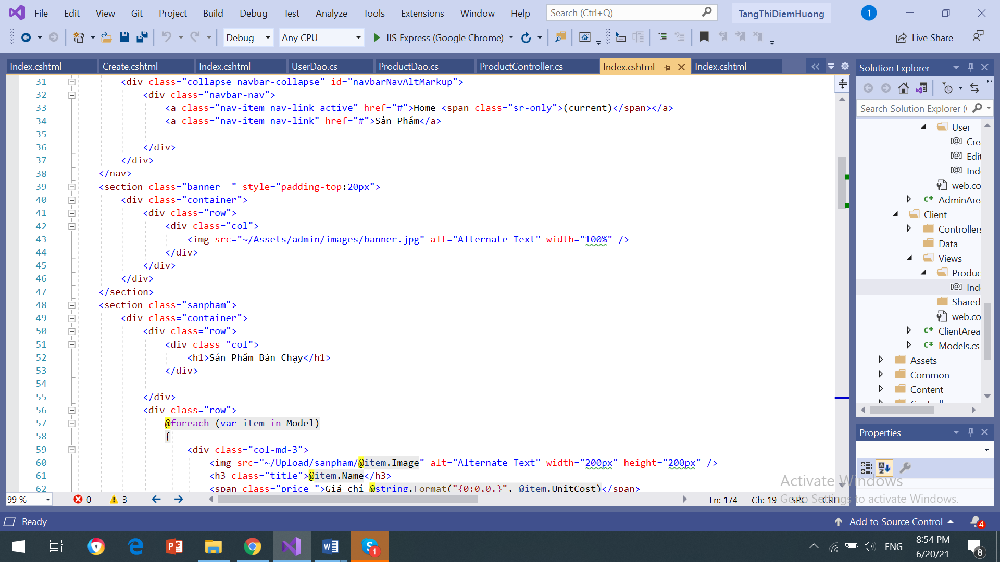 File Edit View Git Project Build Debug Test Analyze Tools Extensions Window Help Search (Ctrl+Q) TangThiDiemHuong 1
Debug Any CPU IIS Express (Google Chrome) Live Share
Index.cshtml Create.cshtml Index.cshtml UserDao.cs ProductDao.cs ProductController.cs Index.cshtml Index.cshtml
31 <div class="collapse navbar-collapse" id="navbarNavAltMarkup">
32 <div class="navbar-nav">
33 <a class="nav-item nav-link active" href="#">Home <span class="sr-only">(current)</span></a>
34 <a class="nav-item nav-link" href="#">Sản Phẩm</a>
35
36 </div>
37 </div>
38 </nav>
39 <section class="banner  " style="padding-top:20px">
40 <div class="container">
41 <div class="row">
42 <div class="col">
43 <img src="~/Assets/admin/images/banner.jpg" alt="Alternate Text" width="100%" />
44 </div>
45 </div>
46 </div>
47 </section>
48 <section class="sanpham">
49 <div class="container">
50 <div class="row">
51 <div class="col">
52 <h1>Sản Phẩm Bán Chạy</h1>
53 </div>
54
55 </div>
56 <div class="row">
57 @foreach (var item in Model)
58 {
59 <div class="col-md-3">
60 <img src="~/Upload/sanpham/@item.Image" alt="Alternate Text" width="200px" height="200px" />
61 <h3 class="title">@item.Name</h3>
62 <span class="price ">Giá chỉ @string.Format("{0:0,0.}", @item.UnitCost)</span>
99 % 0 3 Ln: 174 Ch: 19 SPC CRLF
Solution Explorer
Search Solution Explorer (
User
[@] Cre
[@] Edit
[@] Ind
web.co
C# AdminAre
Client
Controllers
Data
Views
Produc
[@] Ind
Shared
web.co
C# ClientArea
C# Models.cs
Assets
Common
Content
Controllers
Properties
Activate Windows
Go to Settings to activate Windows.
Ready Add to Source Control 4
1 ENG 8:54 PM
6/20/21 8